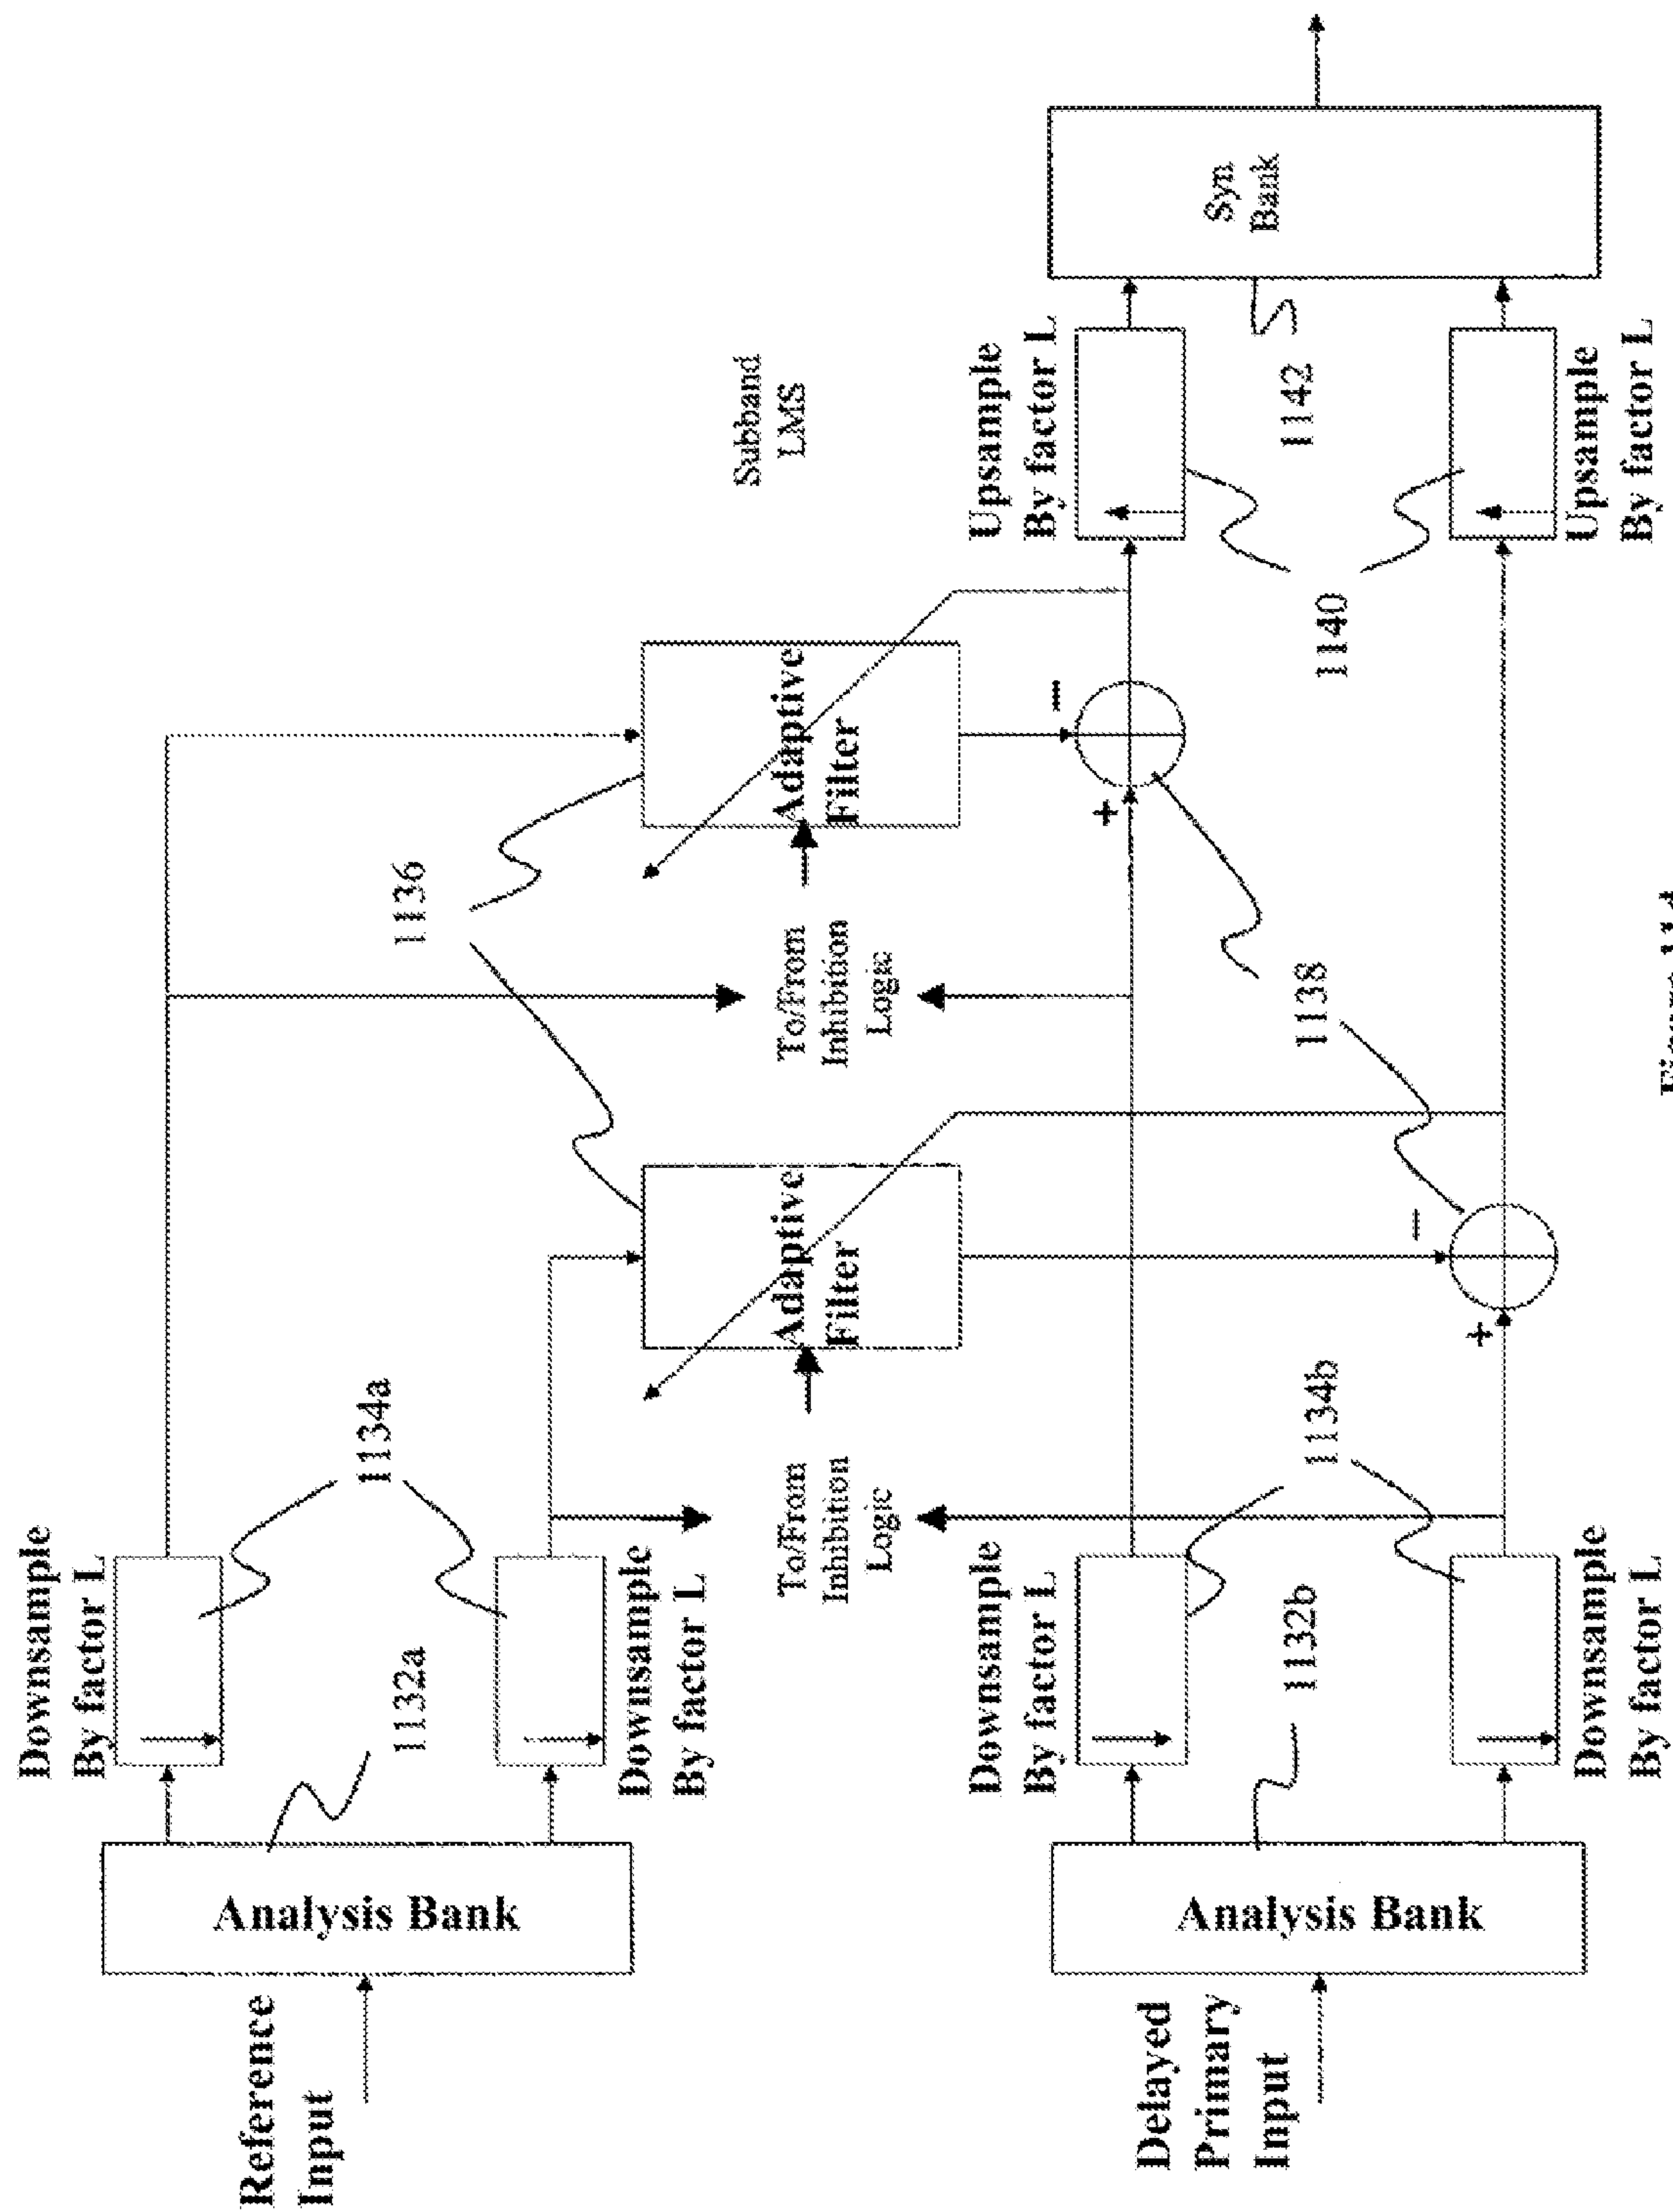 Reference
Input
Analysis Bank
1132a
Downsample
By factor L
1134a
Downsample
By factor L
1136
Adaptive
Filter
Adaptive
Filter
To/From
Inhibition
Logic
To/From
Inhibition
Logic
Subband
LMS
Delayed
Primary
Input
Analysis Bank
1132b
Downsample
By factor L
1134b
Downsample
By factor L
+
−
+
−
1138
Upsample
By factor L
1140
Upsample
By factor L
1142
Syn
Bank